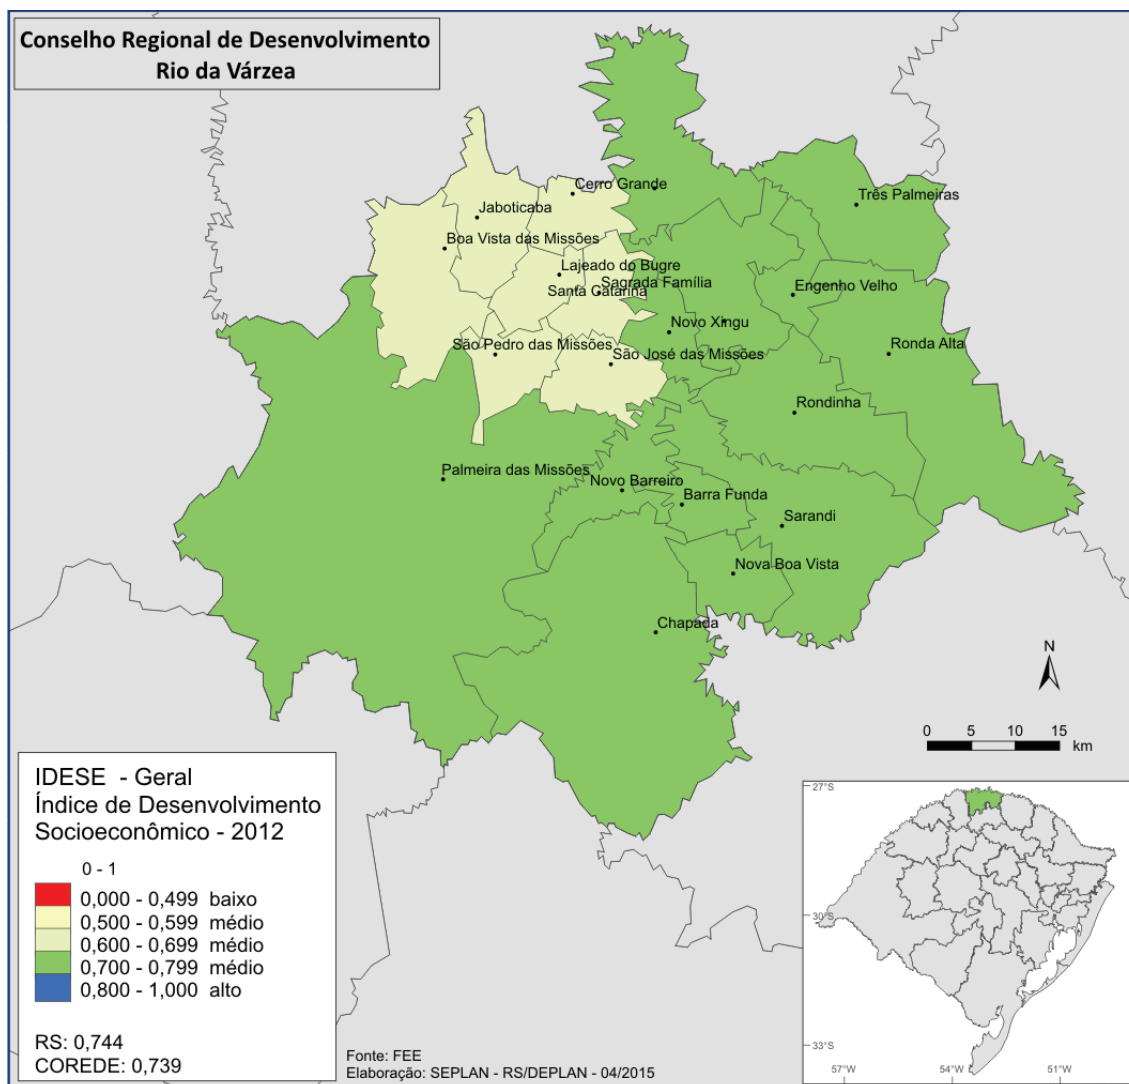 Conselho Regional de Desenvolvimento
Rio da Várzea
Cerro Grande
Três Palmeiras
Jaboticaba
Boa Vista das Missões
Lajeado do Bugre
Sagrada Família
Santa Catarina
Engenho Velho
Novo Xingu
São Pedro das Missões
São José das Missões
Ronda Alta
Rondinha
Palmeira das Missões
Novo Barreiro
Barra Funda
Sarandi
Nova Boa Vista
Chapada
N
0 5 10 15
km
IDESE - Geral
Índice de Desenvolvimento
Socioeconômico - 2012
0 - 1
0,000 - 0,499 baixo
0,500 - 0,599 médio
0,600 - 0,699 médio
0,700 - 0,799 médio
0,800 - 1,000 alto
RS: 0,744
COREDE: 0,739
Fonte: FEE
Elaboração: SEPLAN - RS/DEPLAN - 04/2015
27°S
30°S
33°S
57°W
54°W
51°W